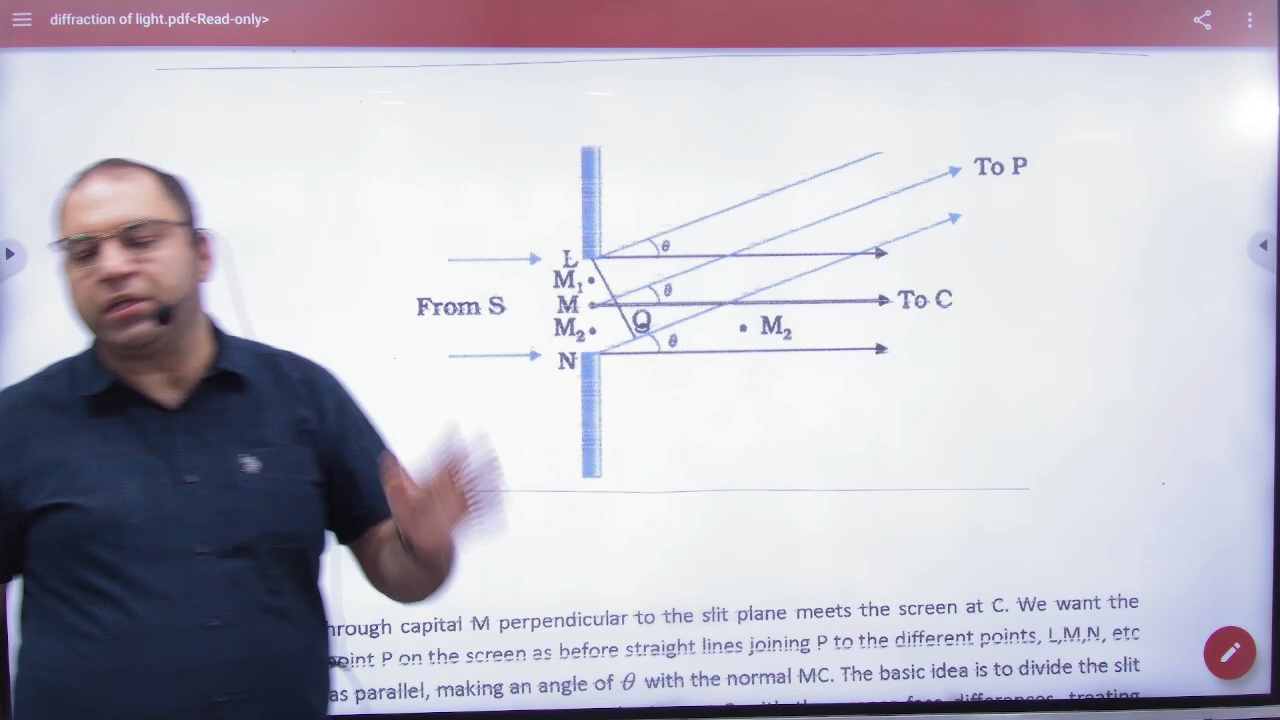 diffraction of light.pdf<Read-only>
To P
θ
L
M₁
θ
From S
M
To C
Q
M₂
M₂
θ
N
through capital M perpendicular to the slit plane meets the screen at C. We want the
point P on the screen as before straight lines joining P to the different points, L,M,N, etc
as parallel, making an angle of θ with the normal MC. The basic idea is to divide the slit